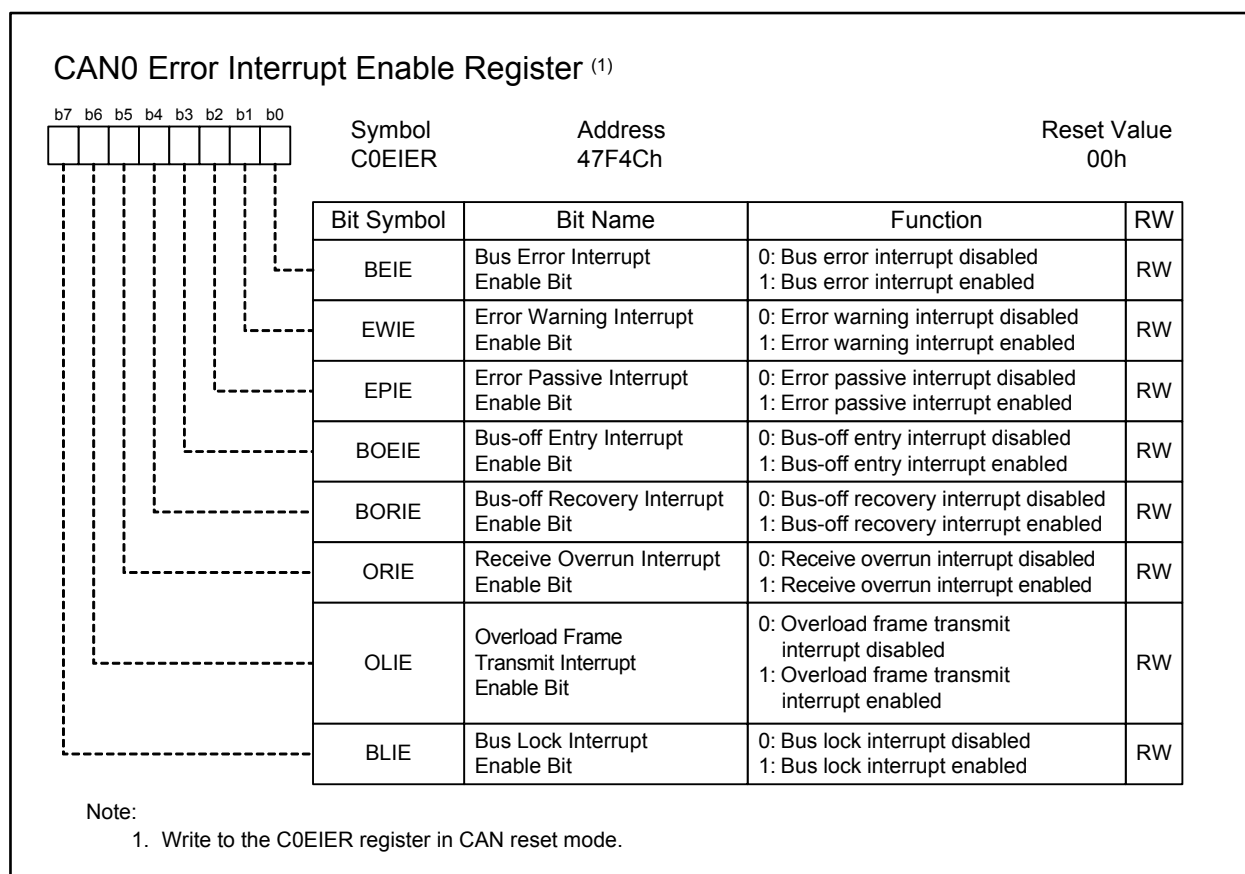 CAN0 Error Interrupt Enable Register (1)
b7 b6 b5 b4 b3 b2 b1 b0
Symbol Address Reset Value
C0EIER 47F4Ch 00h
Bit Symbol Bit Name Function RW
BEIE Bus Error Interrupt Enable Bit 0: Bus error interrupt disabled 1: Bus error interrupt enabled RW
EWIE Error Warning Interrupt Enable Bit 0: Error warning interrupt disabled 1: Error warning interrupt enabled RW
EPIE Error Passive Interrupt Enable Bit 0: Error passive interrupt disabled 1: Error passive interrupt enabled RW
BOEIE Bus-off Entry Interrupt Enable Bit 0: Bus-off entry interrupt disabled 1: Bus-off entry interrupt enabled RW
BORIE Bus-off Recovery Interrupt Enable Bit 0: Bus-off recovery interrupt disabled 1: Bus-off recovery interrupt enabled RW
ORIE Receive Overrun Interrupt Enable Bit 0: Receive overrun interrupt disabled 1: Receive overrun interrupt enabled RW
OLIE Overload Frame Transmit Interrupt Enable Bit 0: Overload frame transmit interrupt disabled 1: Overload frame transmit interrupt enabled RW
BLIE Bus Lock Interrupt Enable Bit 0: Bus lock interrupt disabled 1: Bus lock interrupt enabled RW
Note:
1. Write to the C0EIER register in CAN reset mode.